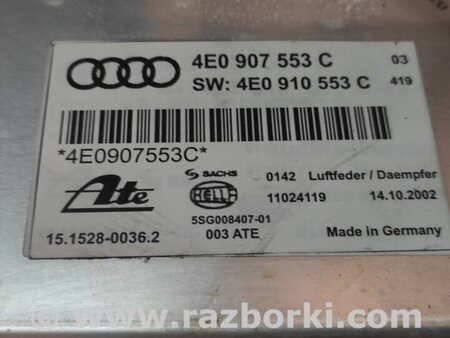 4E0 907 553 C 03
SW: 4E0 910 553 C 419
*4E0907553C*
Ate SACHS HELLA 0142 Luftfeder / Daempfer
11024119 14.10.2002
5SG008407-01
15.1528-0036.2 003 ATE Made in Germany
© www.razborki.com